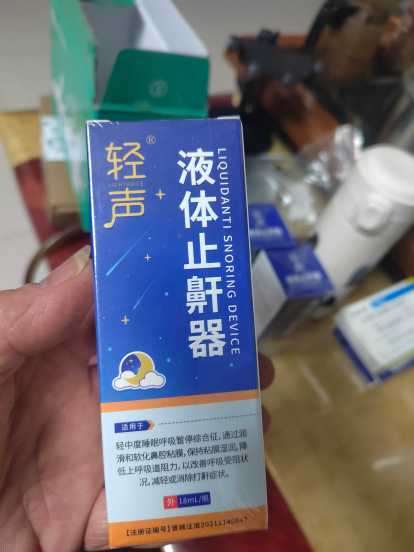 轻声®
液体止鼾器
LIQUIDANTI SNORING DEVICE
适用于
轻中度睡眠呼吸暂停综合征,通过润
滑和软化鼻腔粘膜,保持粘膜湿润,降
低上呼吸道阻力,以改善呼吸受阻状
况,减轻或消除打鼾症状。
外 18mL/瓶